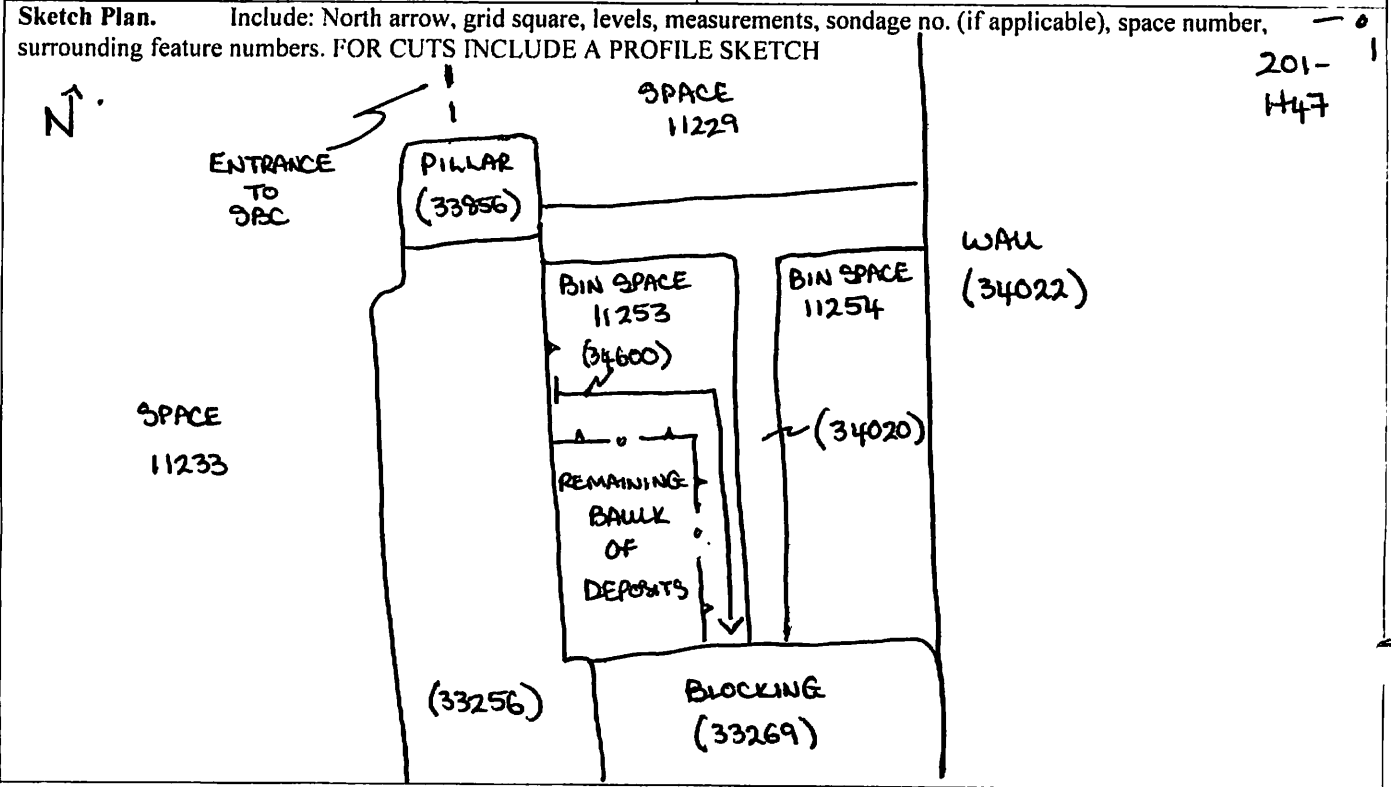 Sketch Plan. Include: North arrow, grid square, levels, measurements, sondage no. (if applicable), space number,
surrounding feature numbers. FOR CUTS INCLUDE A PROFILE SKETCH
201-
H47
N
SPACE
11229
ENTRANCE
TO
SBC
PILLAR
(33856)
WALL
(34022)
BIN SPACE
11253
(34600)
BIN SPACE
11254
SPACE
11233
(34020)
REMAINING
BAULK
OF
DEPOSITS
(33256)
BLOCKING
(33269)